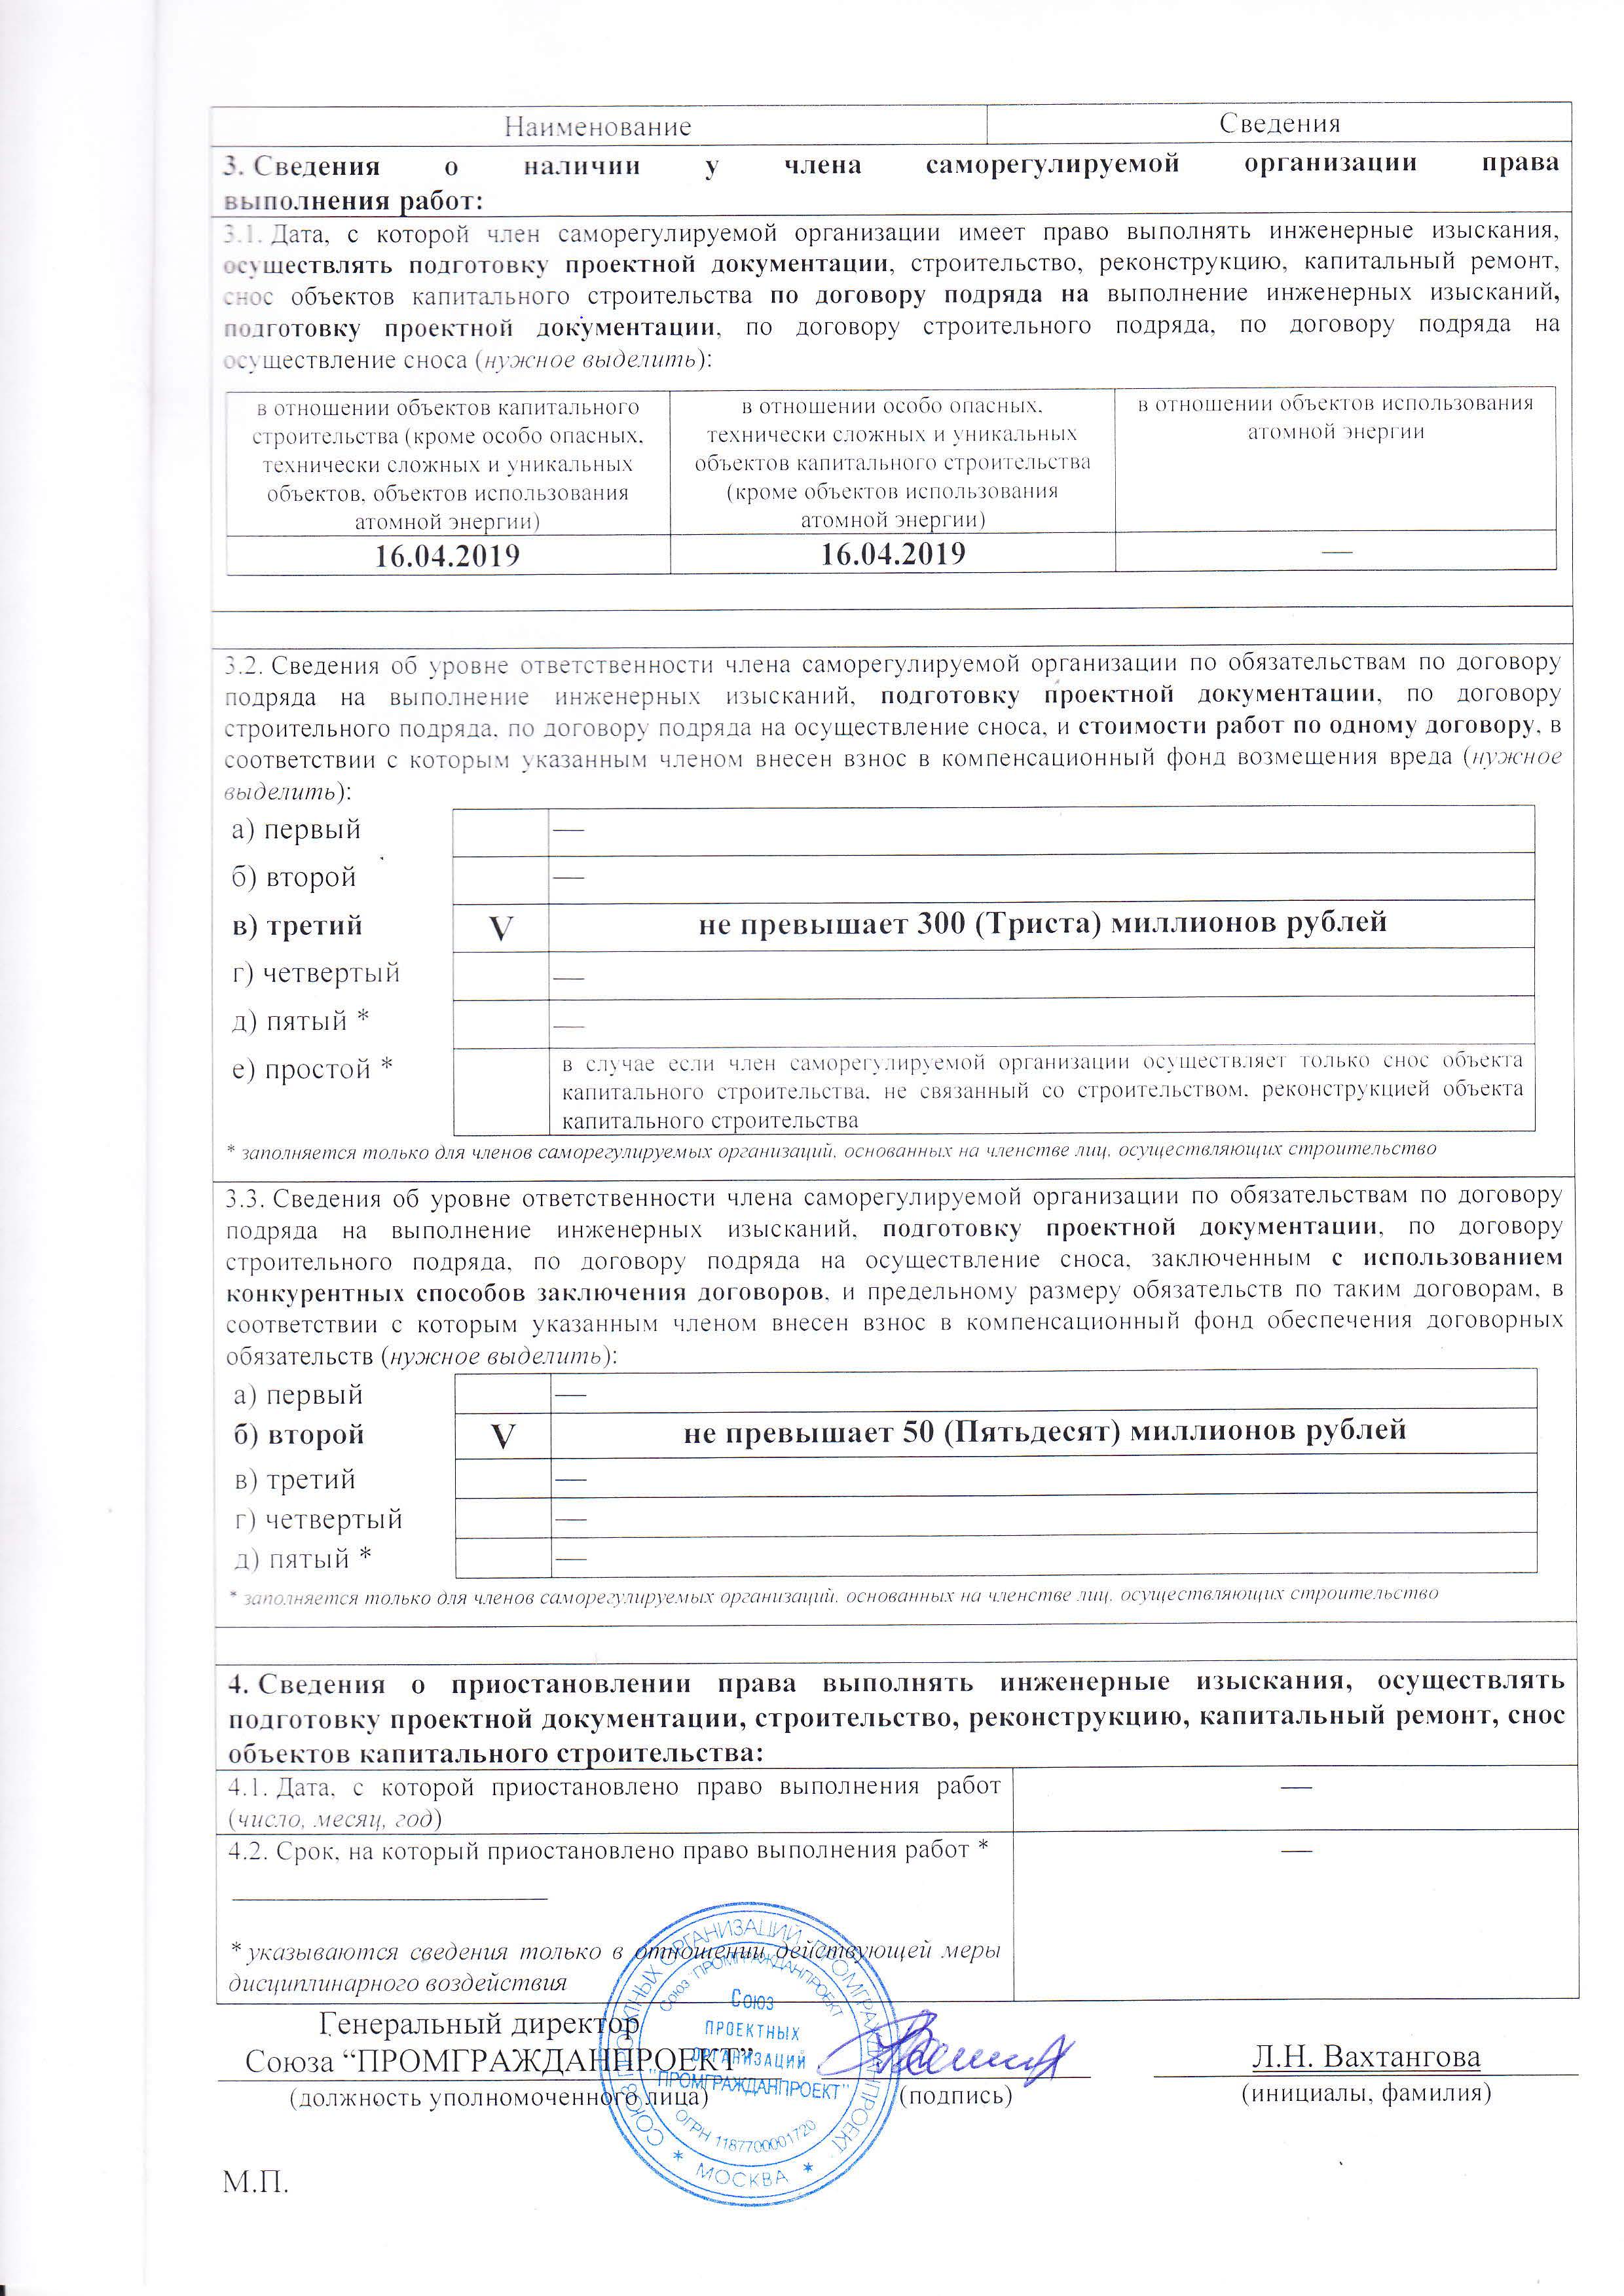 Наименование
Сведения
3. Сведения о наличии у члена саморегулируемой организации права
выполнения работ:
3.1. Дата, с которой член саморегулируемой организации имеет право выполнять инженерные изыскания,
осуществлять подготовку проектной документации, строительство, реконструкцию, капитальный ремонт,
снос объектов капитального строительства по договору подряда на выполнение инженерных изысканий,
подготовку проектной документации, по договору строительного подряда, по договору подряда на
осуществление сноса (нужное выделить):
в отношении объектов капитального
строительства (кроме особо опасных,
технически сложных и уникальных
объектов, объектов использования
атомной энергии)
в отношении особо опасных,
технически сложных и уникальных
объектов капитального строительства
(кроме объектов использования
атомной энергии)
в отношении объектов использования
атомной энергии
16.04.2019
16.04.2019
—
3.2. Сведения об уровне ответственности члена саморегулируемой организации по обязательствам по договору
подряда на выполнение инженерных изысканий, подготовку проектной документации, по договору
строительного подряда, по договору подряда на осуществление сноса, и стоимости работ по одному договору, в
соответствии с которым указанным членом внесен взнос в компенсационный фонд возмещения вреда (нужное
выделить):
а) первый —
б) второй —
в) третий V не превышает 300 (Триста) миллионов рублей
г) четвертый —
д) пятый * —
е) простой * в случае если член саморегулируемой организации осуществляет только снос объекта
капитального строительства, не связанный со строительством, реконструкцией объекта
капитального строительства
* заполняется только для членов саморегулируемых организаций, основанных на членстве лиц, осуществляющих строительство
3.3. Сведения об уровне ответственности члена саморегулируемой организации по обязательствам по договору
подряда на выполнение инженерных изысканий, подготовку проектной документации, по договору
строительного подряда, по договору подряда на осуществление сноса, заключенным с использованием
конкурентных способов заключения договоров, и предельному размеру обязательств по таким договорам, в
соответствии с которым указанным членом внесен взнос в компенсационный фонд обеспечения договорных
обязательств (нужное выделить):
а) первый —
б) второй V не превышает 50 (Пятьдесят) миллионов рублей
в) третий —
г) четвертый —
д) пятый * —
* заполняется только для членов саморегулируемых организаций, основанных на членстве лиц, осуществляющих строительство
4. Сведения о приостановлении права выполнять инженерные изыскания, осуществлять
подготовку проектной документации, строительство, реконструкцию, капитальный ремонт, снос
объектов капитального строительства:
4.1. Дата, с которой приостановлено право выполнения работ —
(число, месяц, год)
4.2. Срок, на который приостановлено право выполнения работ * —
* указываются сведения только в отношении действующей меры
дисциплинарного воздействия
Генеральный директор
Союза “ПРОМГРАЖДАНПРОЕКТ”
Л.Н. Вахтангова
(должность уполномоченного лица)
(подпись)
(инициалы, фамилия)
СОЮЗ ПРОЕКТНЫХ ОРГАНИЗАЦИЙ "ПРОМГРАЖДАНПРОЕКТ"
Союз "ПРОМГРАЖДАНПРОЕКТ"
Союз
ПРОЕКТНЫХ
ОРГАНИЗАЦИЙ
"ПРОМГРАЖДАНПРОЕКТ"
ОГРН 1187700001720
* МОСКВА *
М.П.